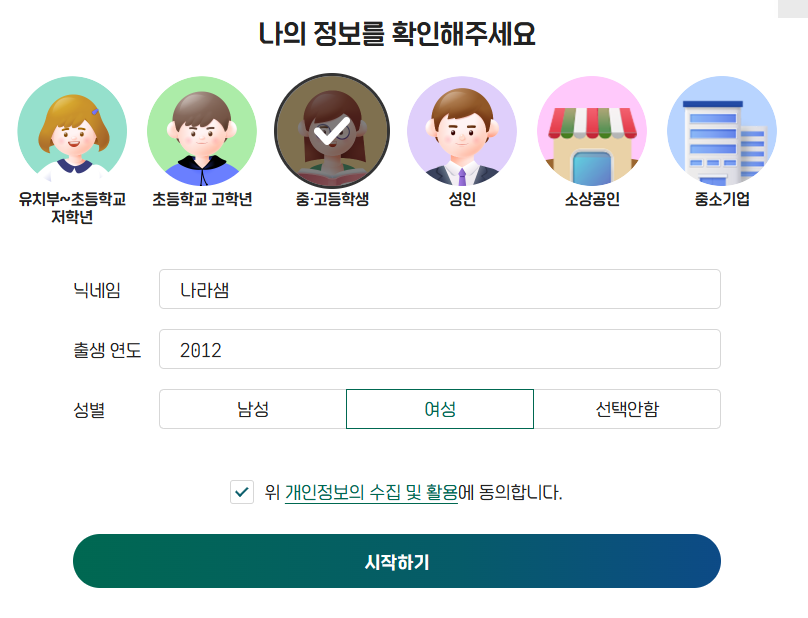 나의 정보를 확인해주세요
유치부~초등학교
저학년
초등학교 고학년
중·고등학생
성인
소상공인
중소기업
닉네임
나라샘
출생 연도
2012
성별
남성
여성
선택안함
위 개인정보의 수집 및 활용에 동의합니다.
시작하기